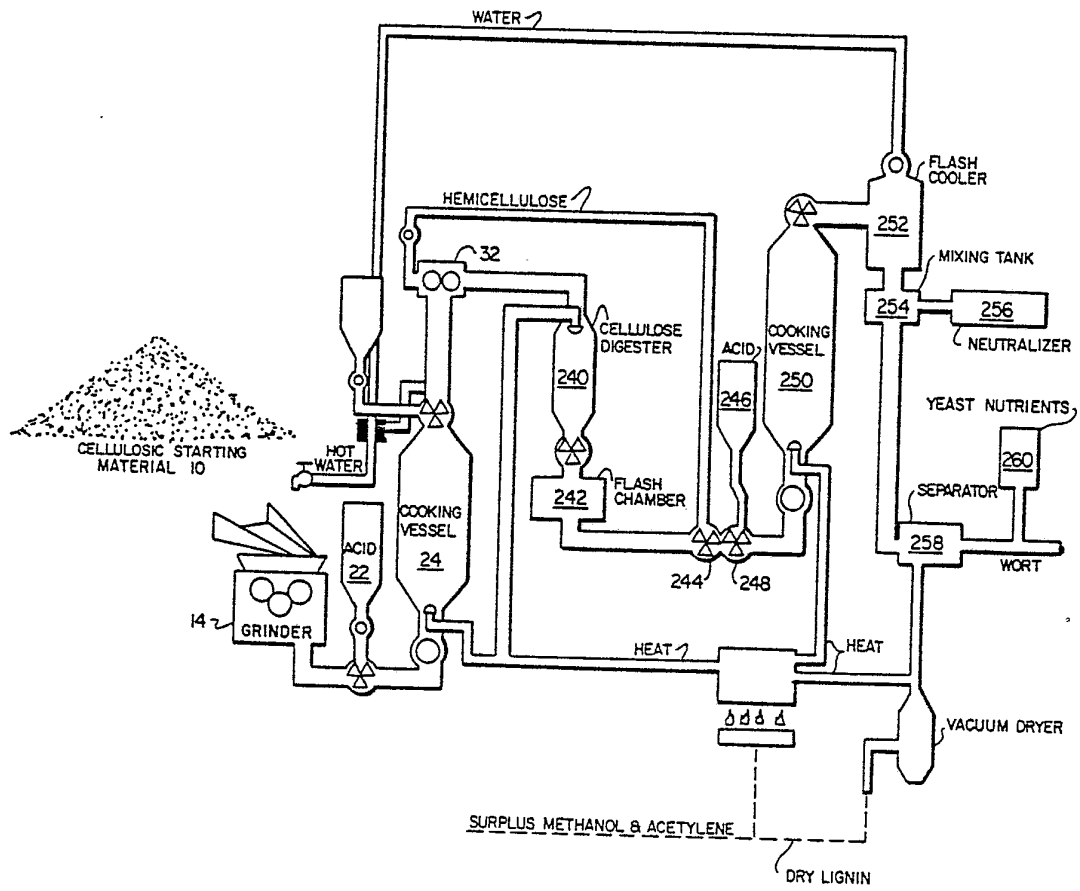 WATER
FLASH
COOLER
HEMICELLULOSE
252
32
MIXING TANK
254
256
NEUTRALIZER
CELLULOSE
DIGESTER
COOKING
VESSEL
250
ACID
246
240
YEAST NUTRIENTS
260
CELLULOSIC STARTING
MATERIAL 10
HOT
WATER
FLASH
CHAMBER
242
SEPARATOR
258
WORT
COOKING
VESSEL
24
ACID
22
244
248
14
GRINDER
HEAT
HEAT
VACUUM DRYER
SURPLUS METHANOL & ACETYLENE
DRY LIGNIN